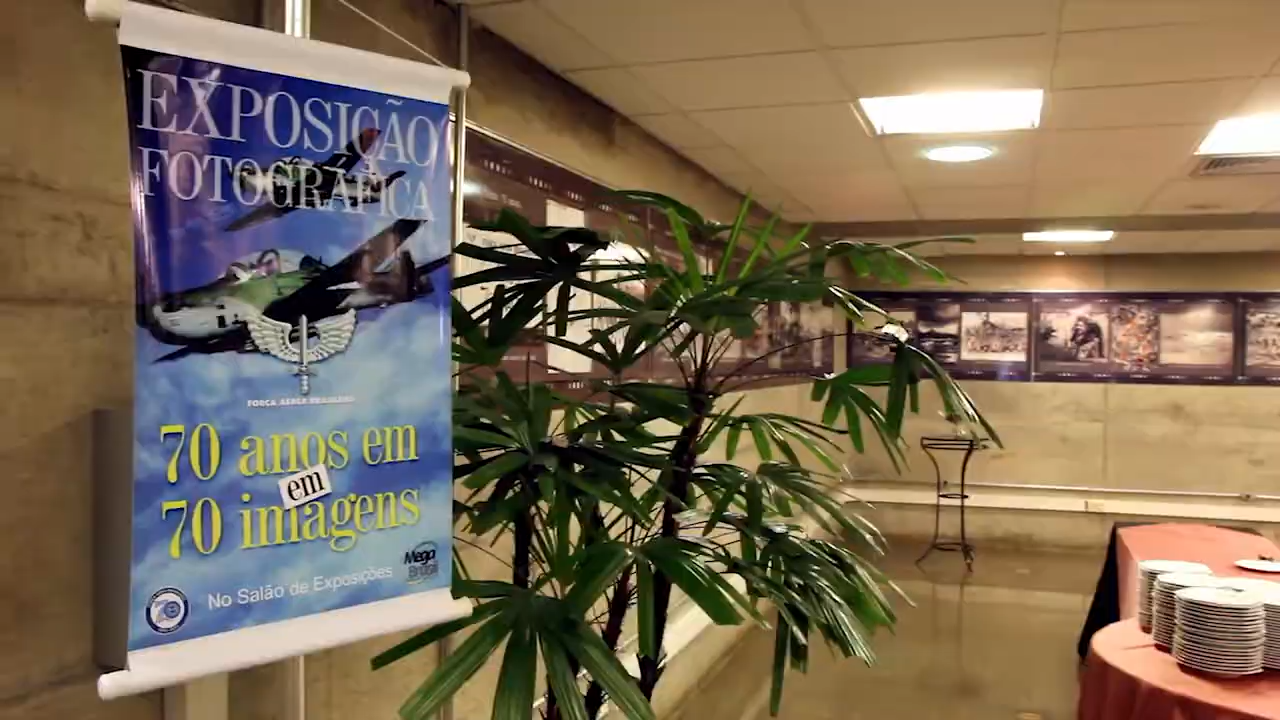 EXPOSIÇÃO
FOTOGRÁFICA
FORÇA AÉREA BRASILEIRA
70 anos em
em
70 imagens
Mega
Brasil
No Salão de Exposições